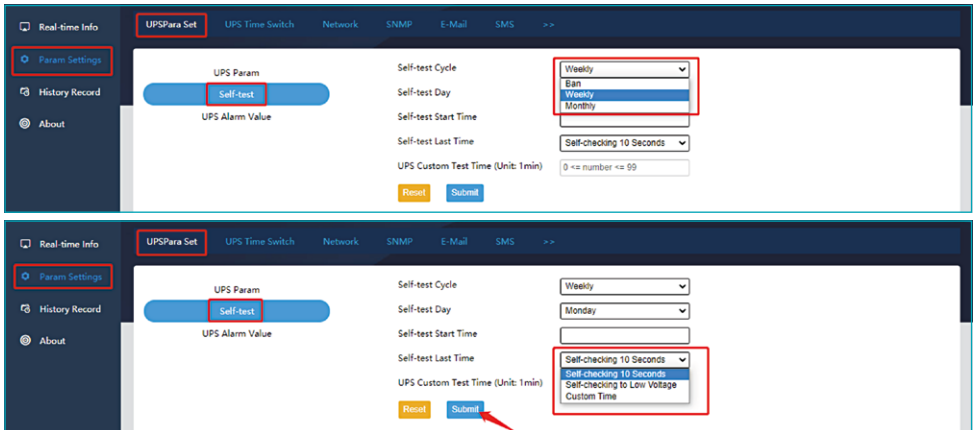 Real-time Info
UPSPara Set UPS Time Switch Network SNMP E-Mail SMS >>
Param Settings
History Record
About
UPS Param
Self-test
UPS Alarm Value
Self-test Cycle Weekly
Ban
Self-test Day Weekly
Monthly
Self-test Start Time
Self-test Last Time Self-checking 10 Seconds
UPS Custom Test Time (Unit: 1min) 0 <= number <= 99
Reset Submit
Real-time Info
UPSPara Set UPS Time Switch Network SNMP E-Mail SMS >>
Param Settings
History Record
About
UPS Param
Self-test
UPS Alarm Value
Self-test Cycle Weekly
Self-test Day Monday
Self-test Start Time
Self-test Last Time Self-checking 10 Seconds
Self-checking 10 Seconds
UPS Custom Test Time (Unit: 1min) Self-checking to Low Voltage
Custom Time
Reset Submit